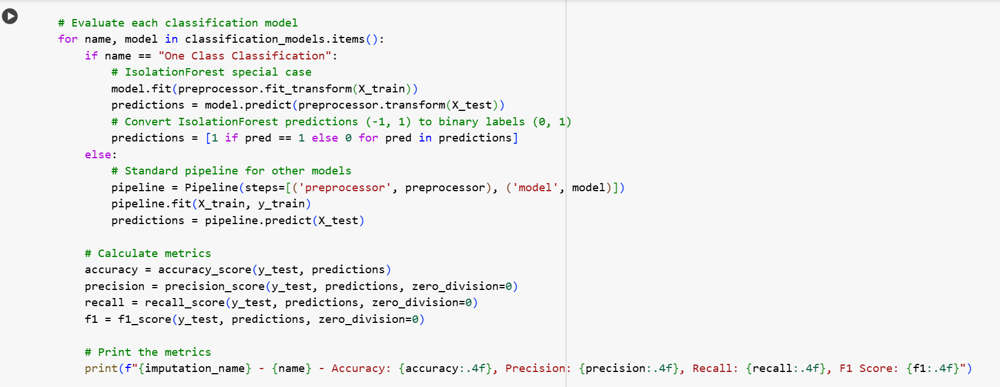 # Evaluate each classification model
for name, model in classification_models.items():
    if name == "One Class Classification":
        # IsolationForest special case
        model.fit(preprocessor.fit_transform(X_train))
        predictions = model.predict(preprocessor.transform(X_test))
        # Convert IsolationForest predictions (-1, 1) to binary labels (0, 1)
        predictions = [1 if pred == 1 else 0 for pred in predictions]
    else:
        # Standard pipeline for other models
        pipeline = Pipeline(steps=[('preprocessor', preprocessor), ('model', model)])
        pipeline.fit(X_train, y_train)
        predictions = pipeline.predict(X_test)

    # Calculate metrics
    accuracy = accuracy_score(y_test, predictions)
    precision = precision_score(y_test, predictions, zero_division=0)
    recall = recall_score(y_test, predictions, zero_division=0)
    f1 = f1_score(y_test, predictions, zero_division=0)

    # Print the metrics
    print(f"{imputation_name} - {name} - Accuracy: {accuracy:.4f}, Precision: {precision:.4f}, Recall: {recall:.4f}, F1 Score: {f1:.4f}")